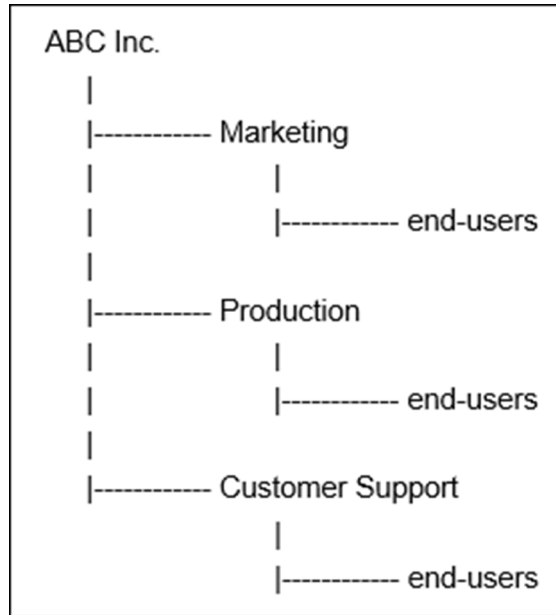 ABC Inc.
|
|------------ Marketing
| |
| |------------ end-users
|
|------------ Production
| |
| |------------ end-users
|
|------------ Customer Support
|
|------------ end-users